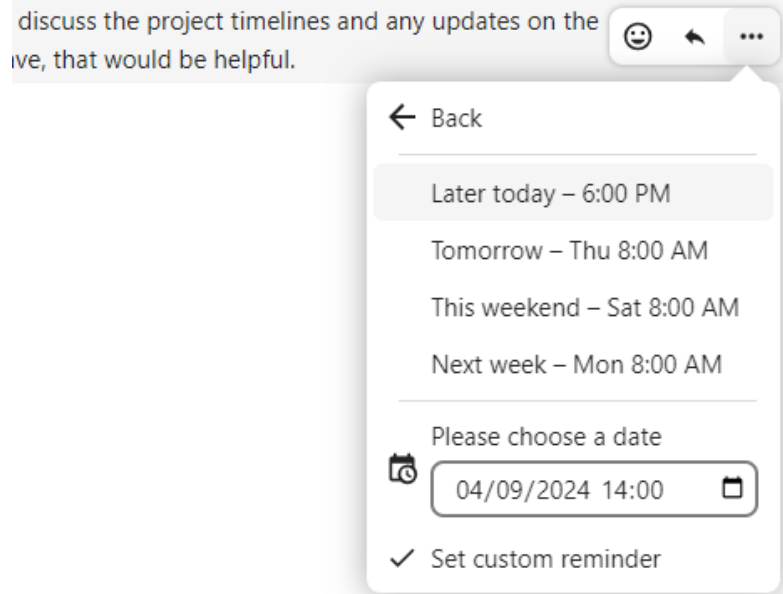 discuss the project timelines and any updates on the
ve, that would be helpful.
Back
Later today – 6:00 PM
Tomorrow – Thu 8:00 AM
This weekend – Sat 8:00 AM
Next week – Mon 8:00 AM
Please choose a date
04/09/2024 14:00
Set custom reminder